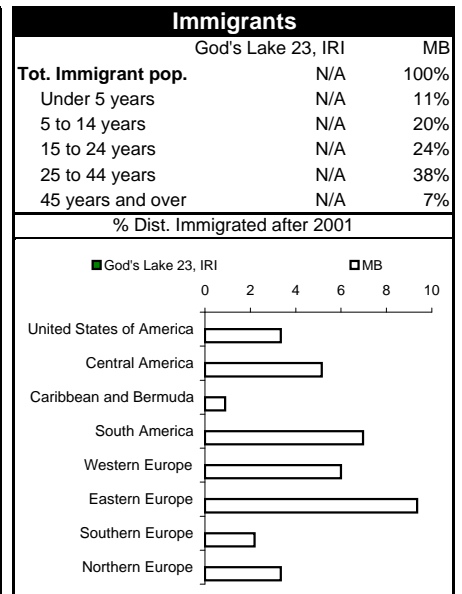 Immigrants
God's Lake 23, IRI MB
Tot. Immigrant pop. N/A 100%
Under 5 years N/A 11%
5 to 14 years N/A 20%
15 to 24 years N/A 24%
25 to 44 years N/A 38%
45 years and over N/A 7%
% Dist. Immigrated after 2001
God's Lake 23, IRI MB
0 2 4 6 8 10
United States of America
Central America
Caribbean and Bermuda
South America
Western Europe
Eastern Europe
Southern Europe
Northern Europe